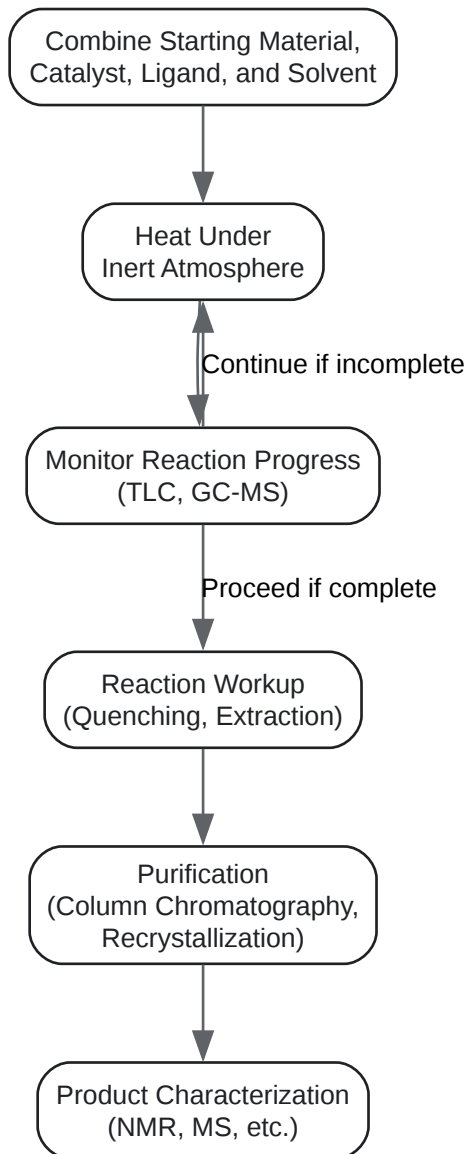 Combine Starting Material,
Catalyst, Ligand, and Solvent
Heat Under
Inert Atmosphere
Continue if incomplete
Monitor Reaction Progress
(TLC, GC-MS)
Proceed if complete
Reaction Workup
(Quenching, Extraction)
Purification
(Column Chromatography,
Recrystallization)
Product Characterization
(NMR, MS, etc.)